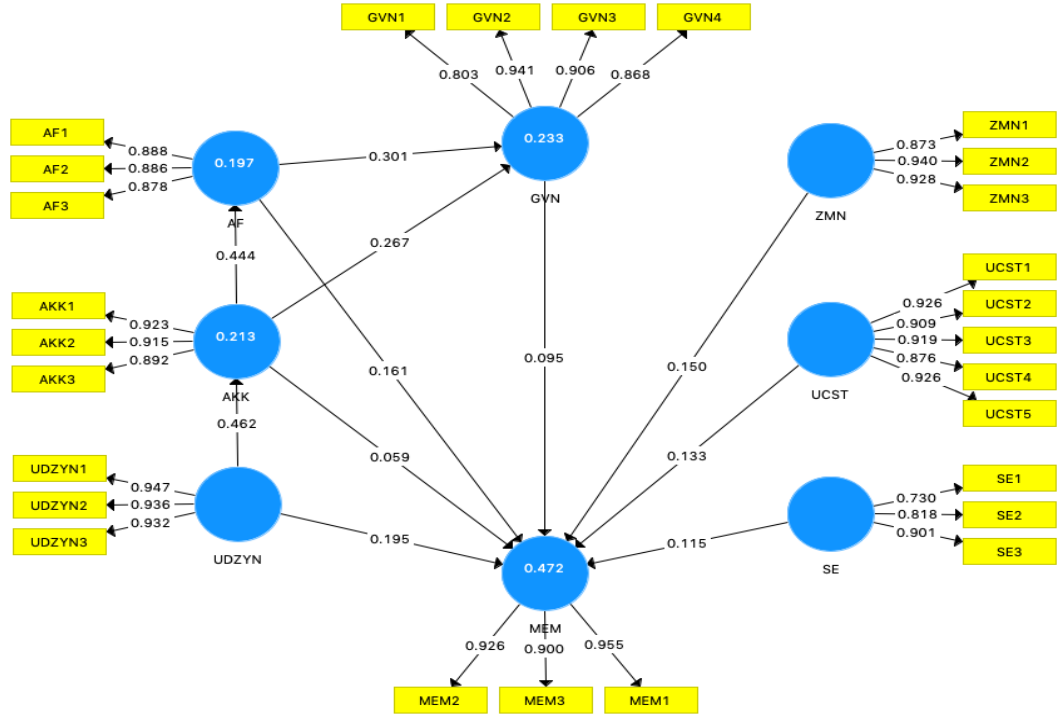 GVN1
GVN2
GVN3
GVN4
0.803
0.941
0.906
0.868
0.233
GVN
AF1
AF2
AF3
0.888
0.886
0.878
0.197
AF
0.301
0.267
0.444
AKK1
AKK2
AKK3
0.923
0.915
0.892
0.213
AKK
0.462
UDZYN1
UDZYN2
UDZYN3
0.947
0.936
0.932
UDZYN
0.161
0.059
0.195
0.095
0.150
0.133
0.115
ZMN
0.873
0.940
0.928
ZMN1
ZMN2
ZMN3
UCST
0.926
0.909
0.919
0.876
0.926
UCST1
UCST2
UCST3
UCST4
UCST5
SE
0.730
0.818
0.901
SE1
SE2
SE3
0.472
MEM
0.926
0.900
0.955
MEM2
MEM3
MEM1